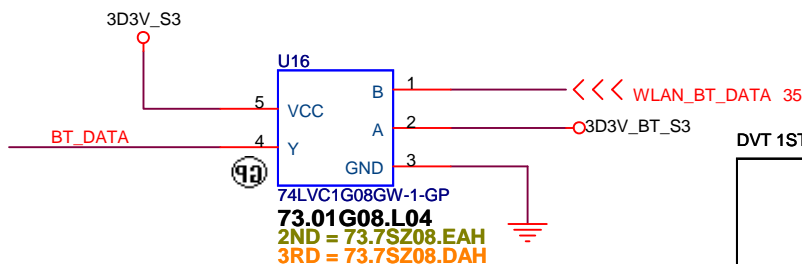 3D3V_S3
U16
5 VCC B 1
WLAN_BT_DATA 35
A 2
3D3V_BT_S3
BT_DATA 4 Y
GND 3
DVT 1ST
GP
74LVC1G08GW-1-GP
73.01G08.L04
2ND = 73.7SZ08.EAH
3RD = 73.7SZ08.DAH